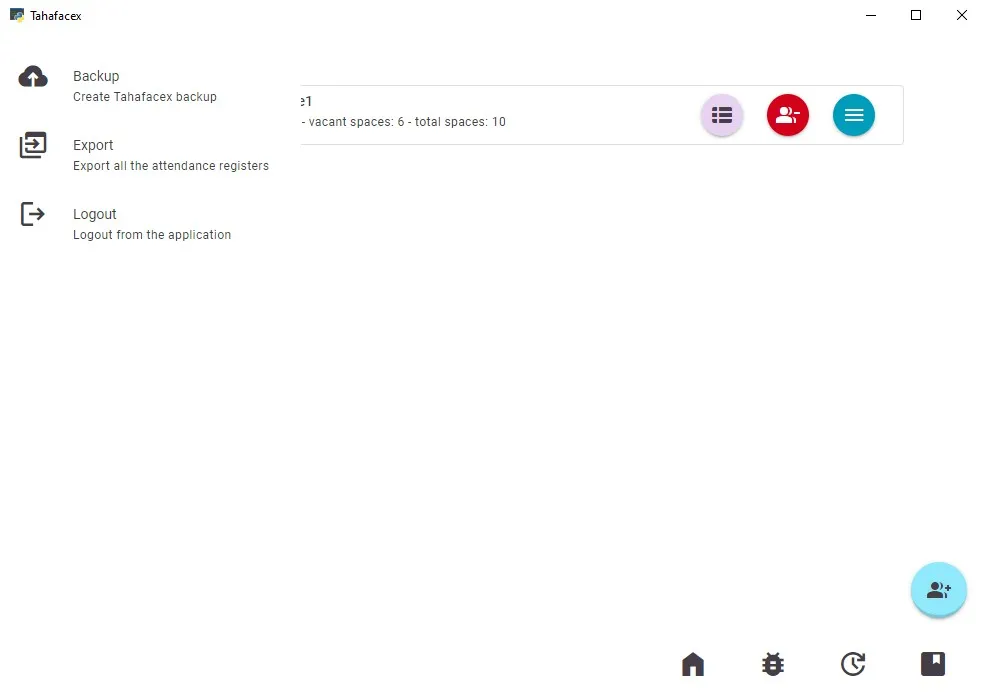 Tahafacex
Backup
Create Tahafacex backup
e1
- vacant spaces: 6 - total spaces: 10
Export
Export all the attendance registers
Logout
Logout from the application